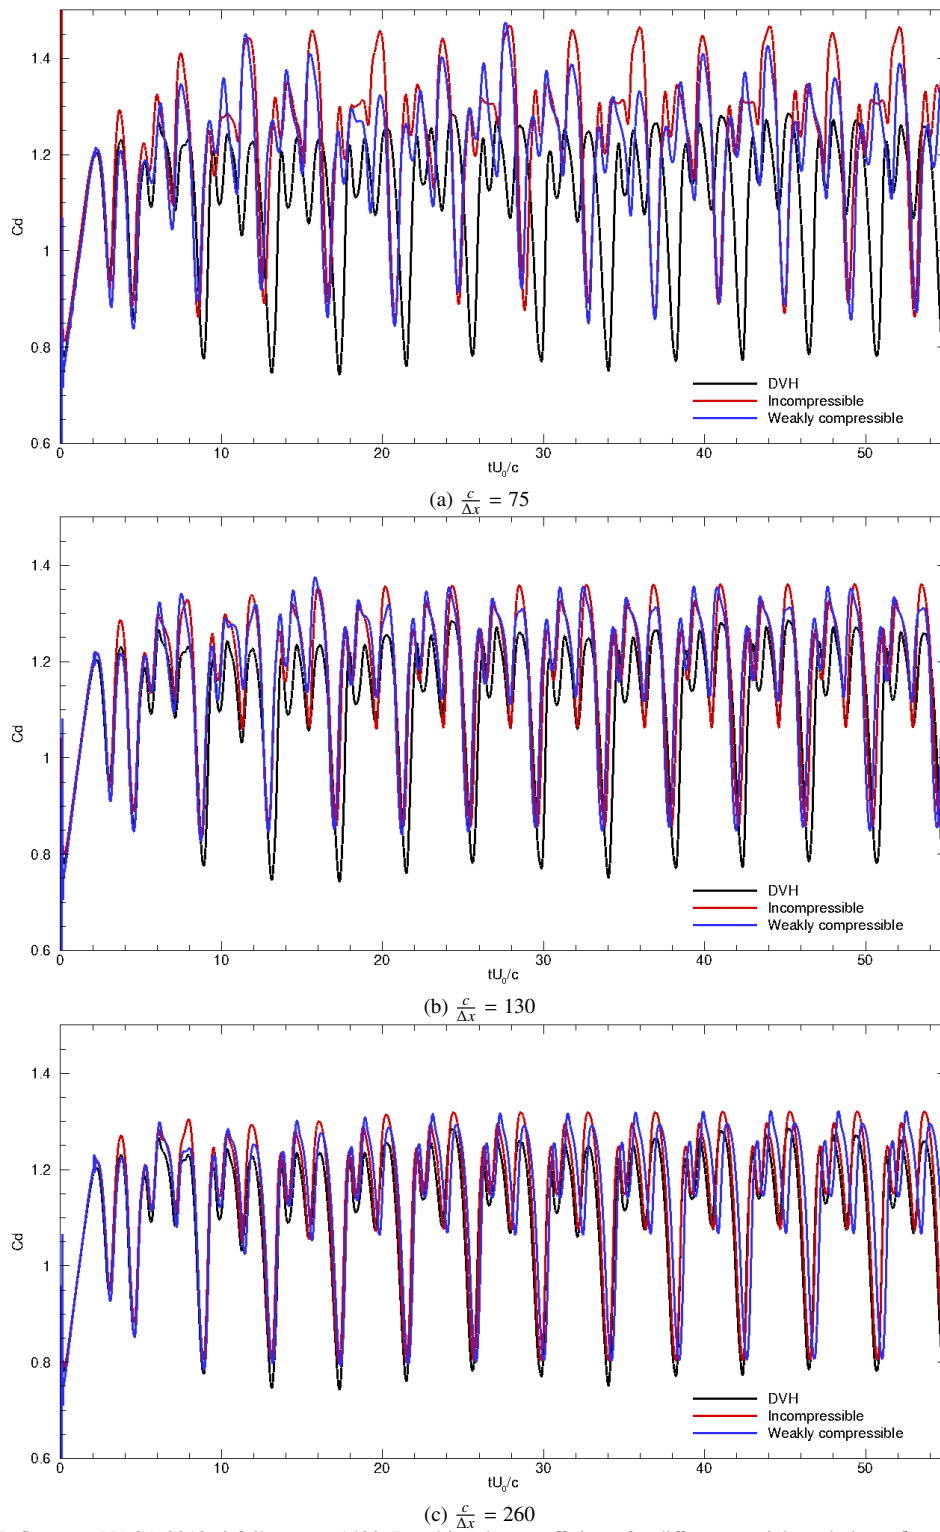 1.4
1.2
1
0.8
0.6
Cd
0 10 20 30 40 50
tU₀/c
DVH
Incompressible
Weakly compressible
(a) c/Δx = 75
1.4
1.2
1
0.8
0.6
Cd
0 10 20 30 40 50
tU₀/c
DVH
Incompressible
Weakly compressible
(b) c/Δx = 130
1.4
1.2
1
0.8
0.6
Cd
0 10 20 30 40 50
tU₀/c
DVH
Incompressible
Weakly compressible
(c) c/Δx = 260